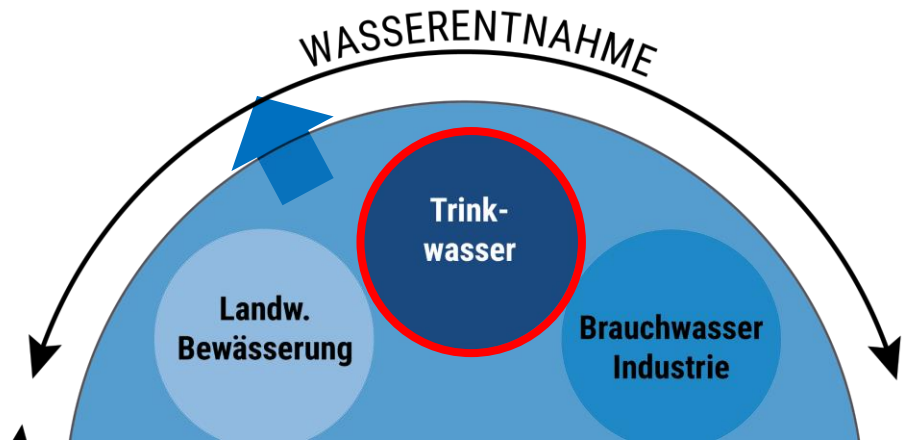 WASSERENTNAHME
Trink-
wasser
Landw.
Bewässerung
Brauchwasser
Industrie